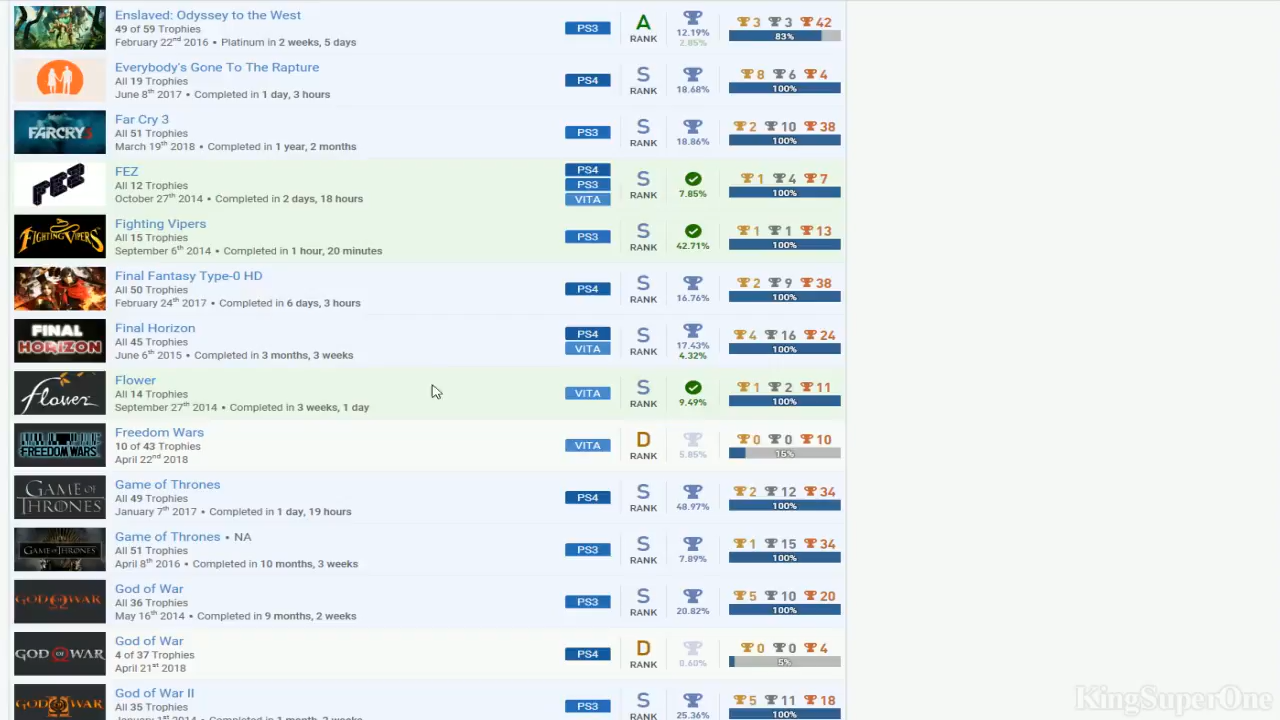 Enslaved: Odyssey to the West
49 of 59 Trophies
February 22nd 2016 • Platinum in 2 weeks, 5 days
PS3
A
RANK
12.19%
2.85%
3 3 42
83%
Everybody's Gone To The Rapture
All 19 Trophies
June 8th 2017 • Completed in 1 day, 3 hours
PS4
S
RANK
18.68%
8 6 4
100%
FARCRY3
Far Cry 3
All 51 Trophies
March 19th 2018 • Completed in 1 year, 2 months
PS3
S
RANK
18.86%
2 10 38
100%
FEZ
FEZ
All 12 Trophies
October 27th 2014 • Completed in 2 days, 18 hours
PS4
PS3
VITA
S
RANK
7.85%
1 4 7
100%
FIGHTING VIPERS
Fighting Vipers
All 15 Trophies
September 6th 2014 • Completed in 1 hour, 20 minutes
PS3
S
RANK
42.71%
1 1 13
100%
Final Fantasy Type-0 HD
All 50 Trophies
February 24th 2017 • Completed in 6 days, 3 hours
PS4
S
RANK
16.76%
2 9 38
100%
FINAL
HORIZON
Final Horizon
All 45 Trophies
June 6th 2015 • Completed in 3 months, 3 weeks
PS4
VITA
S
RANK
17.43%
4.32%
4 16 24
100%
flower
Flower
All 14 Trophies
September 27th 2014 • Completed in 3 weeks, 1 day
VITA
S
RANK
9.49%
1 2 11
100%
FREEDOM WARS
Freedom Wars
10 of 43 Trophies
April 22nd 2018
VITA
D
RANK
5.85%
0 0 10
15%
GAME OF
THRONES
Game of Thrones
All 49 Trophies
January 7th 2017 • Completed in 1 day, 19 hours
PS4
S
RANK
48.97%
2 12 34
100%
GAME OF THRONES
Game of Thrones • NA
All 51 Trophies
April 8th 2016 • Completed in 10 months, 3 weeks
PS3
S
RANK
7.89%
1 15 34
100%
GOD OF WAR
God of War
All 36 Trophies
May 16th 2014 • Completed in 9 months, 2 weeks
PS3
S
RANK
20.82%
5 10 20
100%
GOD OF WAR
God of War
4 of 37 Trophies
April 21st 2018
PS4
D
RANK
0.60%
0 0 4
5%
GOD OF WAR
II
God of War II
All 35 Trophies
January 1st 2014 • Completed in 1 month, 3 weeks
PS3
S
RANK
25.36%
5 11 18
100%
KingSuperOne